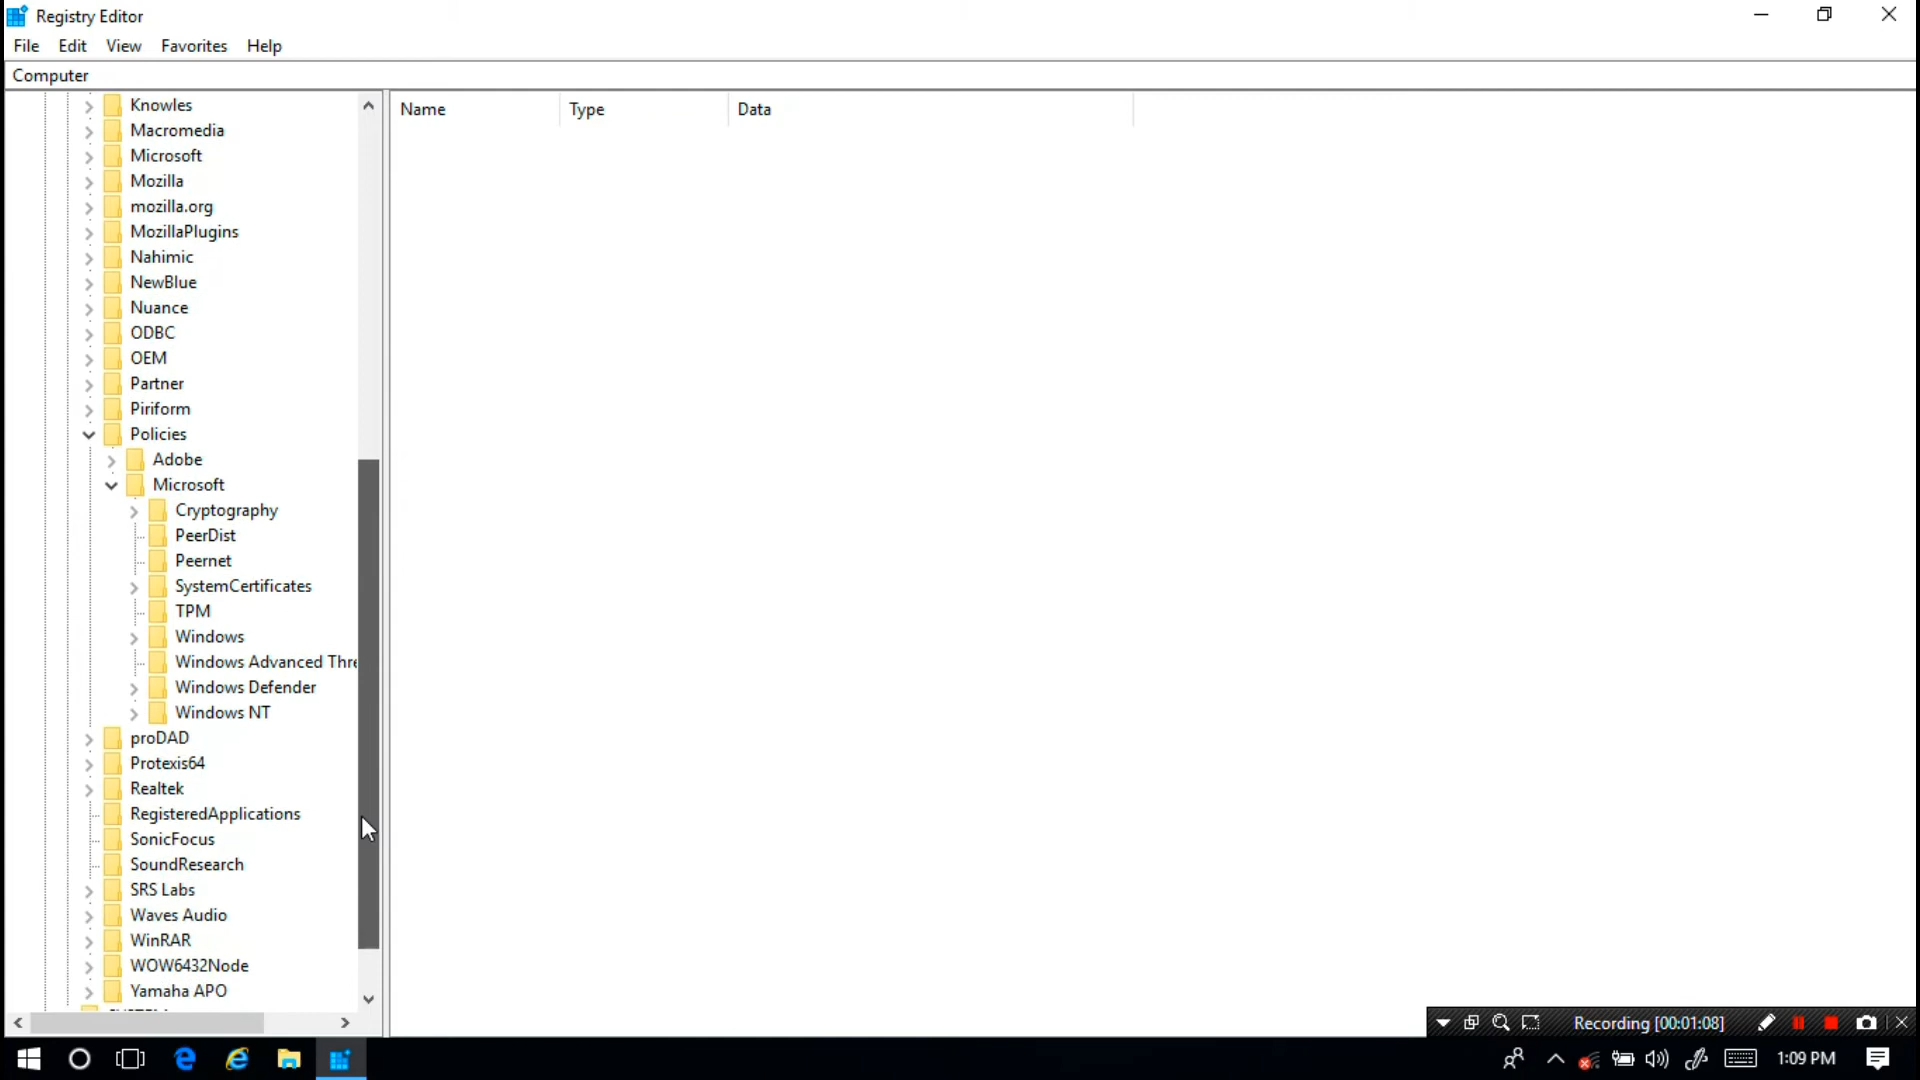 Registry Editor
File Edit View Favorites Help
Computer
Name Type Data
Knowles
Macromedia
Microsoft
Mozilla
mozilla.org
MozillaPlugins
Nahimic
NewBlue
Nuance
ODBC
OEM
Partner
Piriform
Policies
Adobe
Microsoft
Cryptography
PeerDist
Peernet
SystemCertificates
TPM
Windows
Windows Advanced Thre
Windows Defender
Windows NT
proDAD
Protexis64
Realtek
RegisteredApplications
SonicFocus
SoundResearch
SRS Labs
Waves Audio
WinRAR
WOW6432Node
Yamaha APO
Recording [00:01:08]
1:09 PM